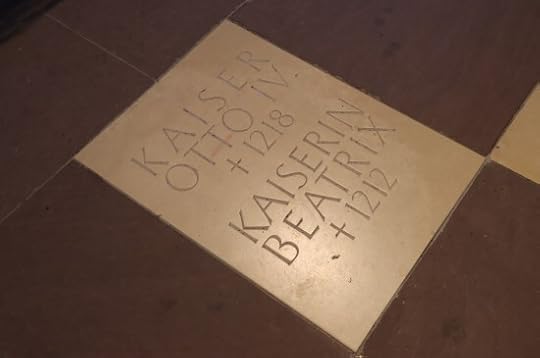 KAISER
OTTO IV.
† 1218
KAISERIN
BEATRIX
† 1212